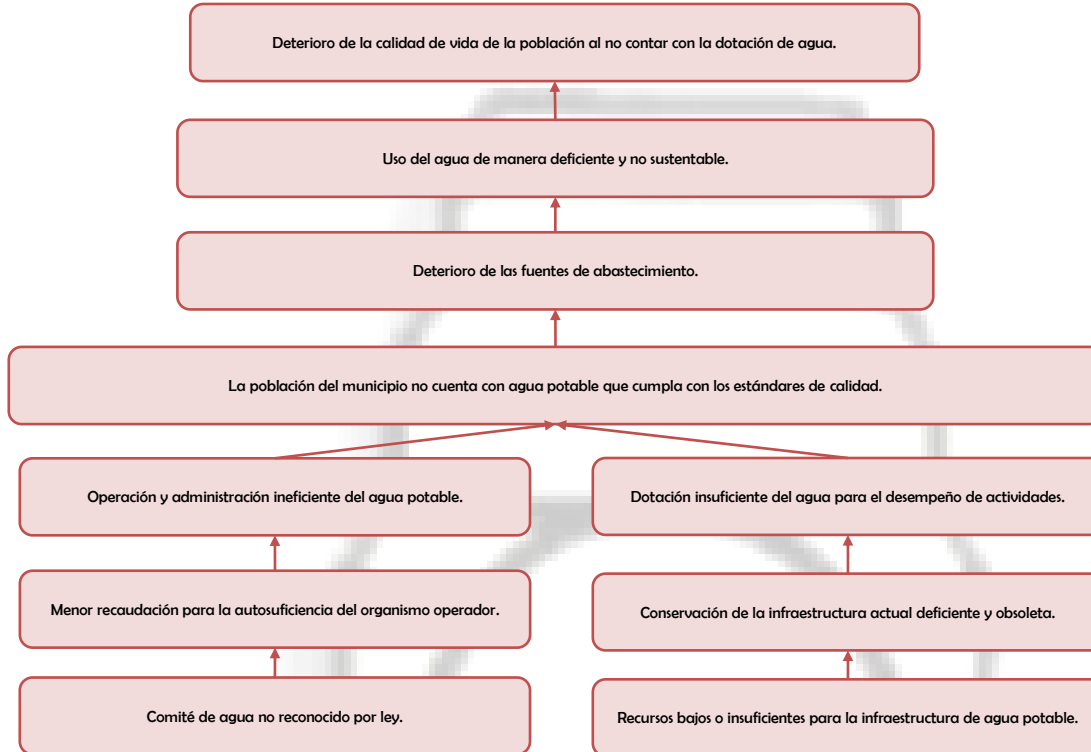 Deterioro de la calidad de vida de la población al no contar con la dotación de agua.
Uso del agua de manera deficiente y no sustentable.
Deterioro de las fuentes de abastecimiento.
La población del municipio no cuenta con agua potable que cumpla con los estándares de calidad.
Operación y administración ineficiente del agua potable.
Dotación insuficiente del agua para el desempeño de actividades.
Menor recaudación para la autosuficiencia del organismo operador.
Conservación de la infraestructura actual deficiente y obsoleta.
Comité de agua no reconocido por ley.
Recursos bajos o insuficientes para la infraestructura de agua potable.